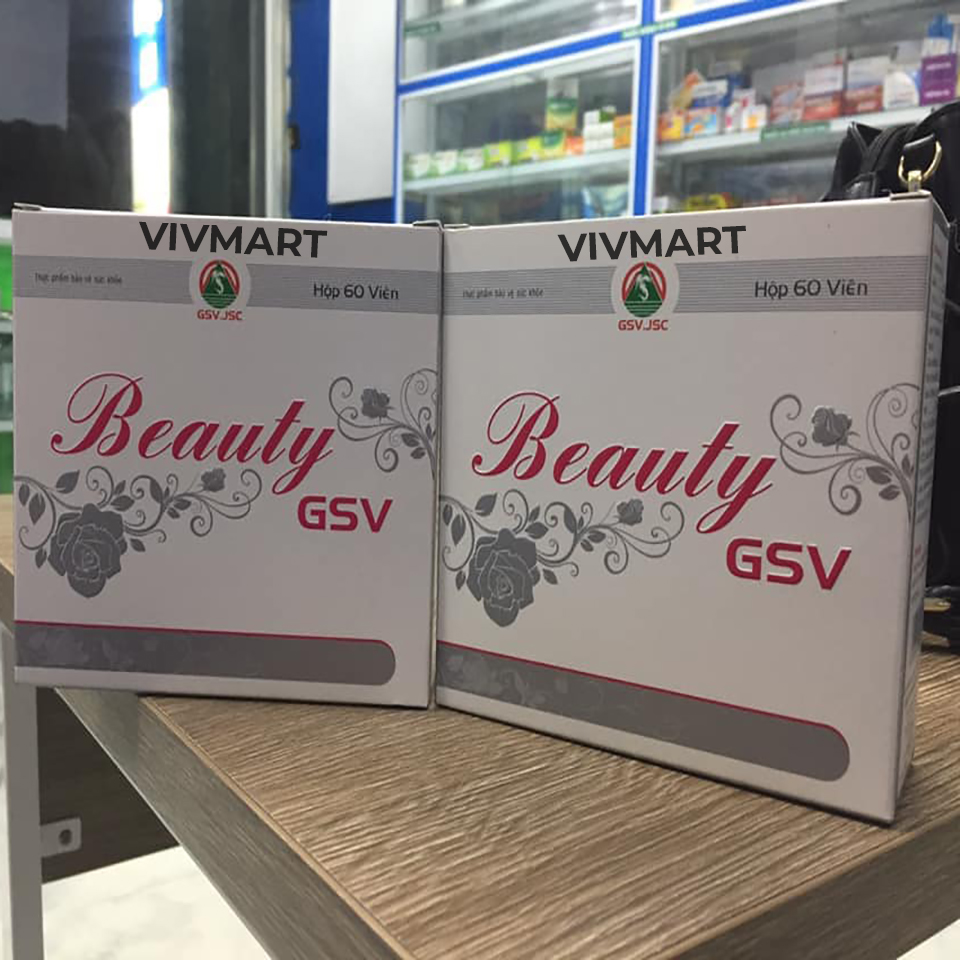 VIVMART
Thực phẩm bảo vệ sức khỏe
GSV.JSC
Hộp 60 Viên
Beauty
GSV
VIVMART
Thực phẩm bảo vệ sức khỏe
GSV.JSC
Hộp 60 Viên
Beauty
GSV